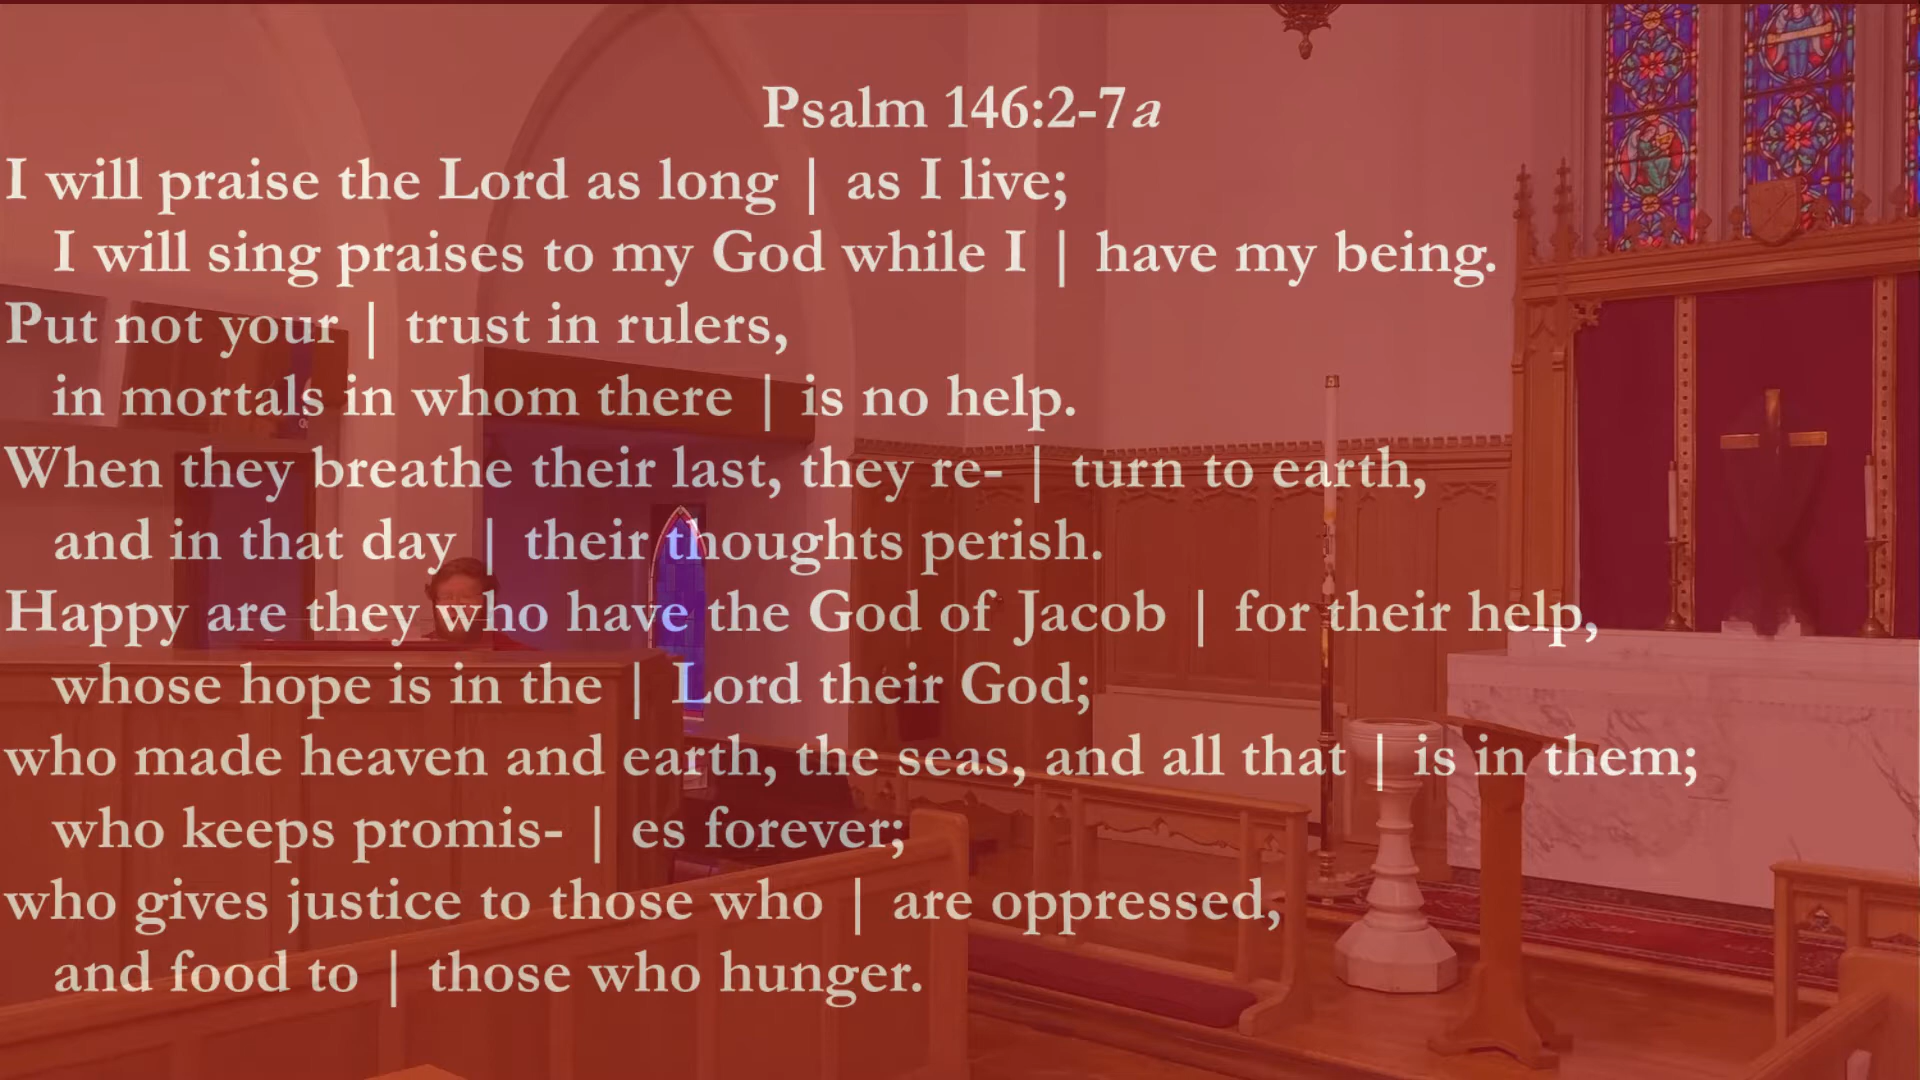 Psalm 146:2-7a
I will praise the Lord as long | as I live;
I will sing praises to my God while I | have my being.
Put not your | trust in rulers,
in mortals in whom there | is no help.
When they breathe their last, they re- | turn to earth,
and in that day | their thoughts perish.
Happy are they who have the God of Jacob | for their help,
whose hope is in the | Lord their God;
who made heaven and earth, the seas, and all that | is in them;
who keeps promis- | es forever;
who gives justice to those who | are oppressed,
and food to | those who hunger.